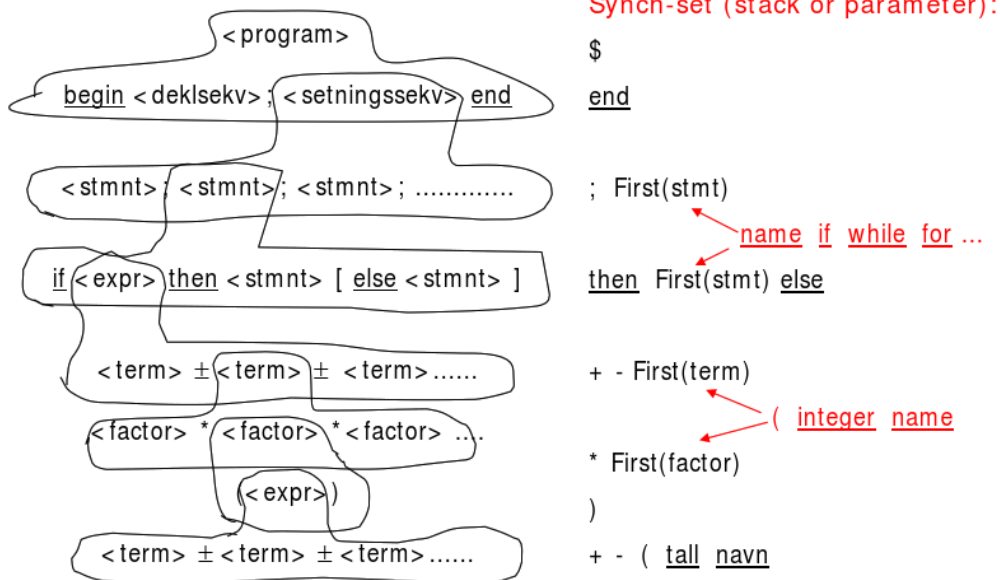 Synch-set (stack or parameter):
<program> $
begin <deklsekv>; <setningssekv> end end
<stmnt>; <stmnt>; <stmnt>; ............. ; First(stmt)
name if while for ...
if <expr> then <stmnt> [ else <stmnt> ] then First(stmt) else
<term> ± <term> ± <term>...... + - First(term)
( integer name
<factor> * <factor> * <factor> .... * First(factor)
(<expr>) )
<term> ± <term> ± <term>...... + - ( tall navn